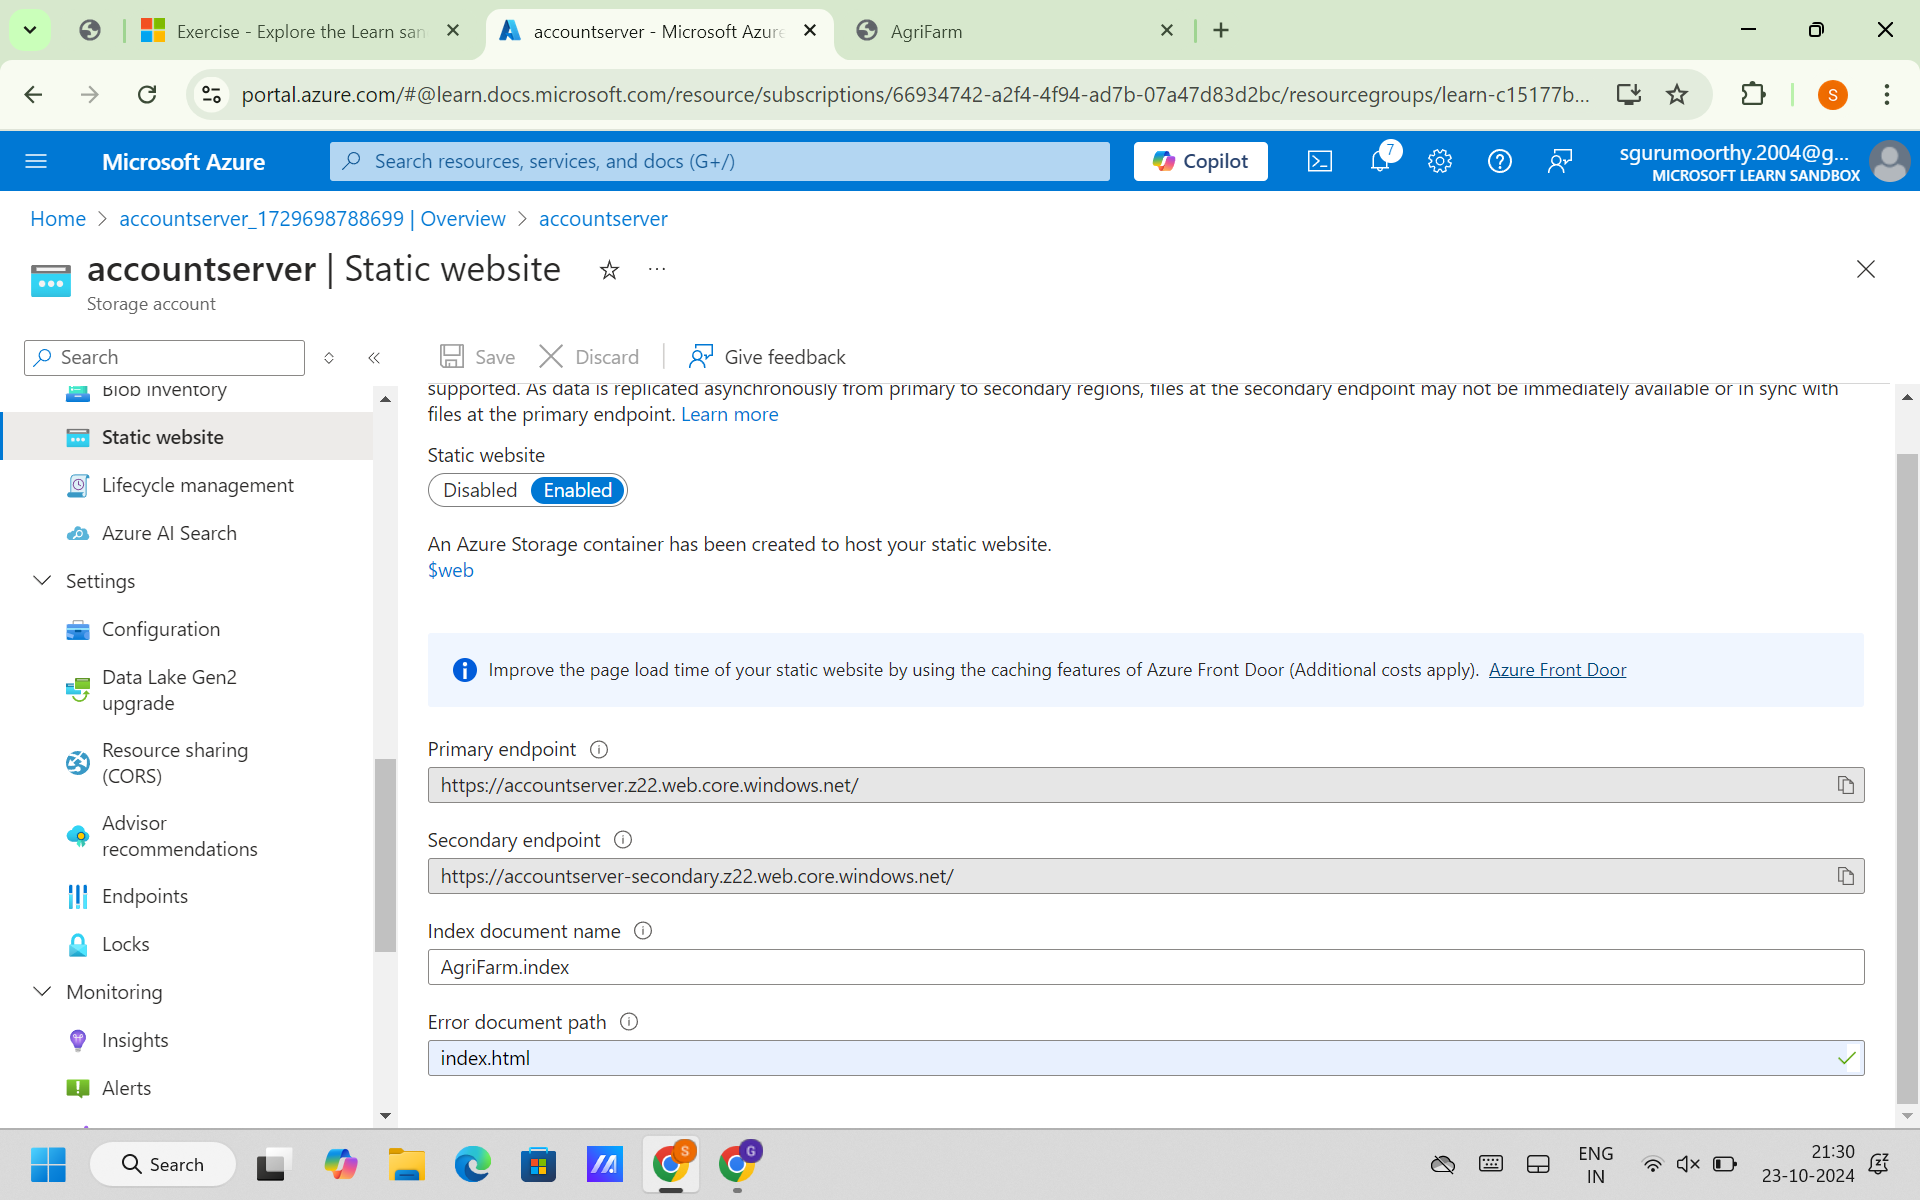 Exercise - Explore the Learn san
accountserver - Microsoft Azure
AgriFarm
portal.azure.com/#@learn.docs.microsoft.com/resource/subscriptions/66934742-a2f4-4f94-ad7b-07a47d83d2bc/resourcegroups/learn-c15177b...
S
Microsoft Azure
Search resources, services, and docs (G+/)
Copilot
7
sgurumoorthy.2004@g...
MICROSOFT LEARN SANDBOX
Home > accountserver_1729698788699 | Overview > accountserver
accountserver | Static website
Storage account
Search
Save
Discard
Give feedback
Blob inventory
Static website
Lifecycle management
Azure AI Search
Settings
Configuration
Data Lake Gen2
upgrade
Resource sharing
(CORS)
Advisor
recommendations
Endpoints
Locks
Monitoring
Insights
Alerts
supported. As data is replicated asynchronously from primary to secondary regions, files at the secondary endpoint may not be immediately available or in sync with
files at the primary endpoint. Learn more
Static website
Disabled Enabled
An Azure Storage container has been created to host your static website.
$web
Improve the page load time of your static website by using the caching features of Azure Front Door (Additional costs apply). Azure Front Door
Primary endpoint
https://accountserver.z22.web.core.windows.net/
Secondary endpoint
https://accountserver-secondary.z22.web.core.windows.net/
Index document name
AgriFarm.index
Error document path
index.html
Search
S
G
ENG
IN
21:30
23-10-2024